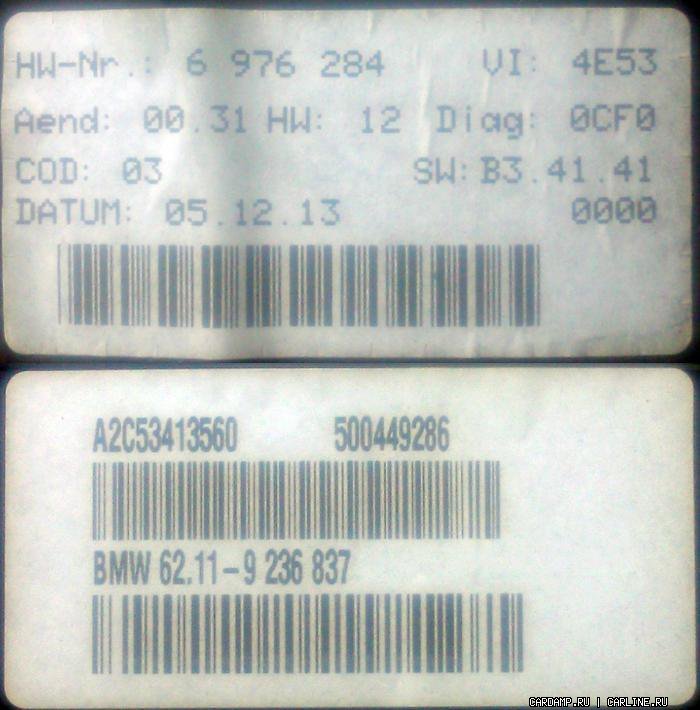 HW-Nr.: 6 976 284 VI: 4E53
Aend: 00.31 HW: 12 Diag: 0CF0
COD: 03 SW: B3.41.41
DATUM: 05.12.13 0000
A2C53413560 500449286
BMW 62.11-9 236 837
CARDAMP.RU | CARLINE.RU